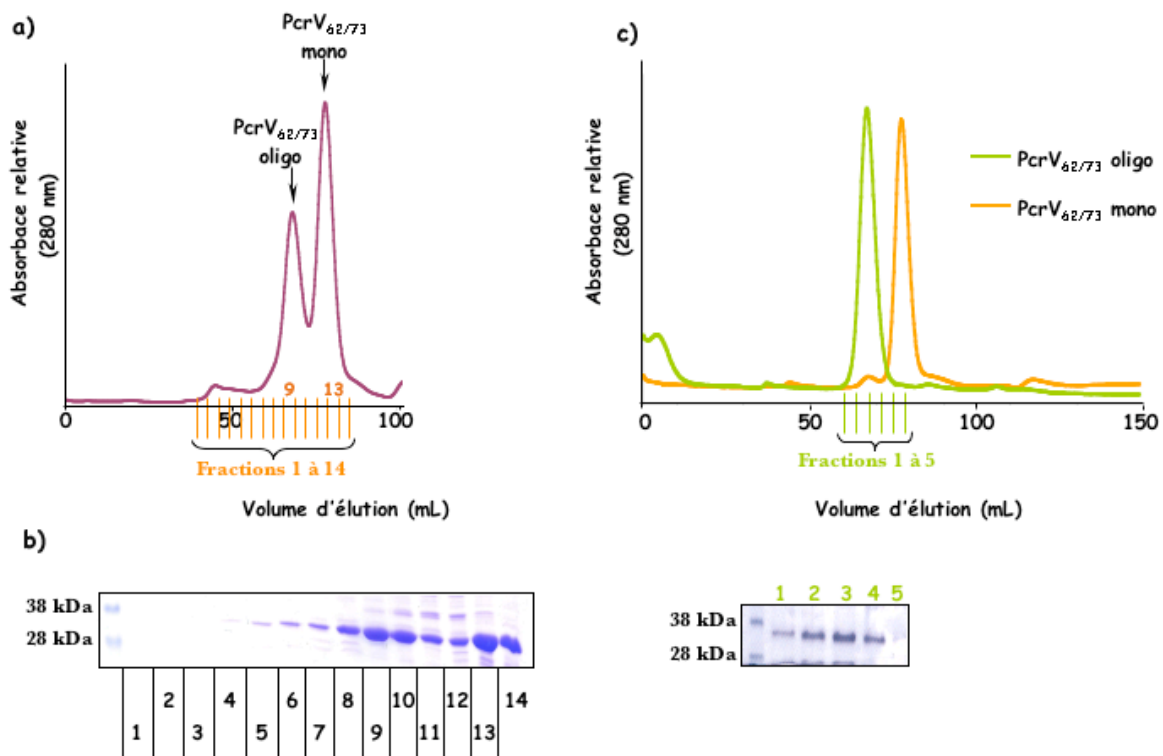 a)
PcrV62/73
mono
PcrV62/73
oligo
Absorbace relative
(280 nm)
9 13
0 50 100
Fractions 1 à 14
Volume d'élution (mL)
c)
Absorbace relative
(280 nm)
PcrV62/73 oligo
PcrV62/73 mono
0 50 100 150
Fractions 1 à 5
Volume d'élution (mL)
b)
38 kDa
28 kDa
2 4 6 8 10 12 14
1 3 5 7 9 11 13
1 2 3 4 5
38 kDa
28 kDa